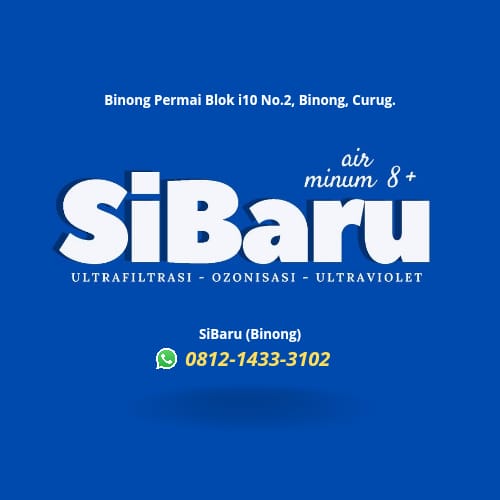 Binong Permai Blok i10 No.2, Binong, Curug.
air
minum 8+
SiBaru
ULTRAFILTRASI - OZONISASI - ULTRAVIOLET
SiBaru (Binong)
0812-1433-3102